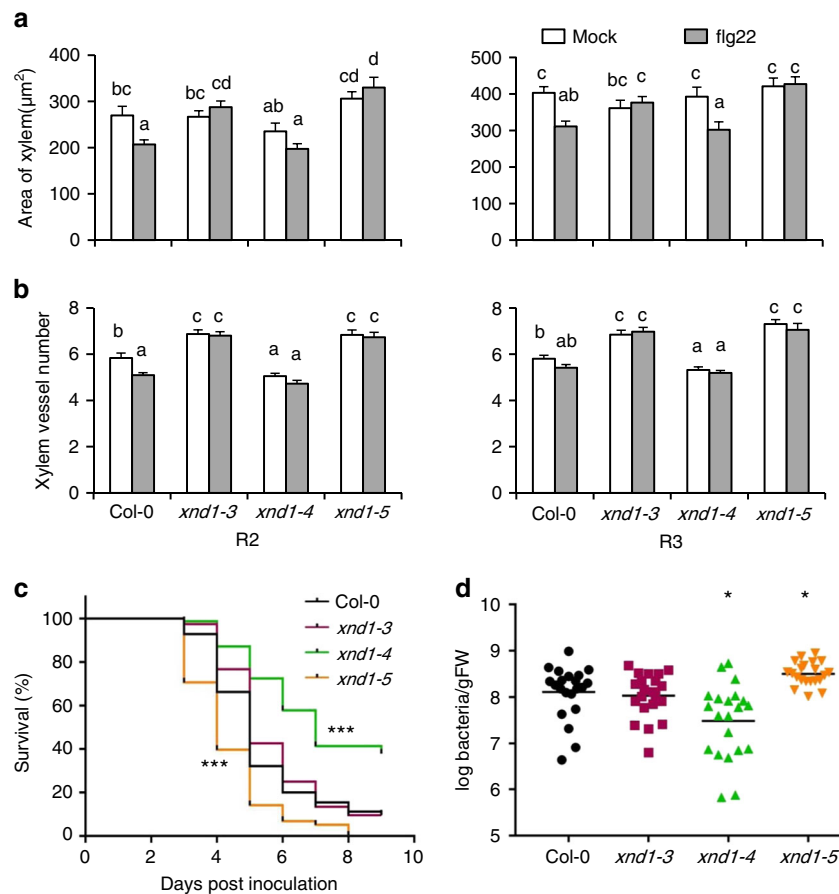 a
Mock flg22
Area of xylem(µm²)
400
300
200
100
0
bc a bc cd ab a cd d
500
400
300
200
100
0
c ab bc c c a c c
b
Xylem vessel number
8
6
4
2
0
b a c c a a c c
Col-0 xnd1-3 xnd1-4 xnd1-5
R2
8
6
4
2
0
b ab c c a a c c
Col-0 xnd1-3 xnd1-4 xnd1-5
R3
c
Survival (%)
100
80
60
40
20
0
0 2 4 6 8 10
Days post inoculation
Col-0
xnd1-3
xnd1-4
xnd1-5
***
***
d
log bacteria/gFW
10
9
8
7
6
5
* *
Col-0 xnd1-3 xnd1-4 xnd1-5